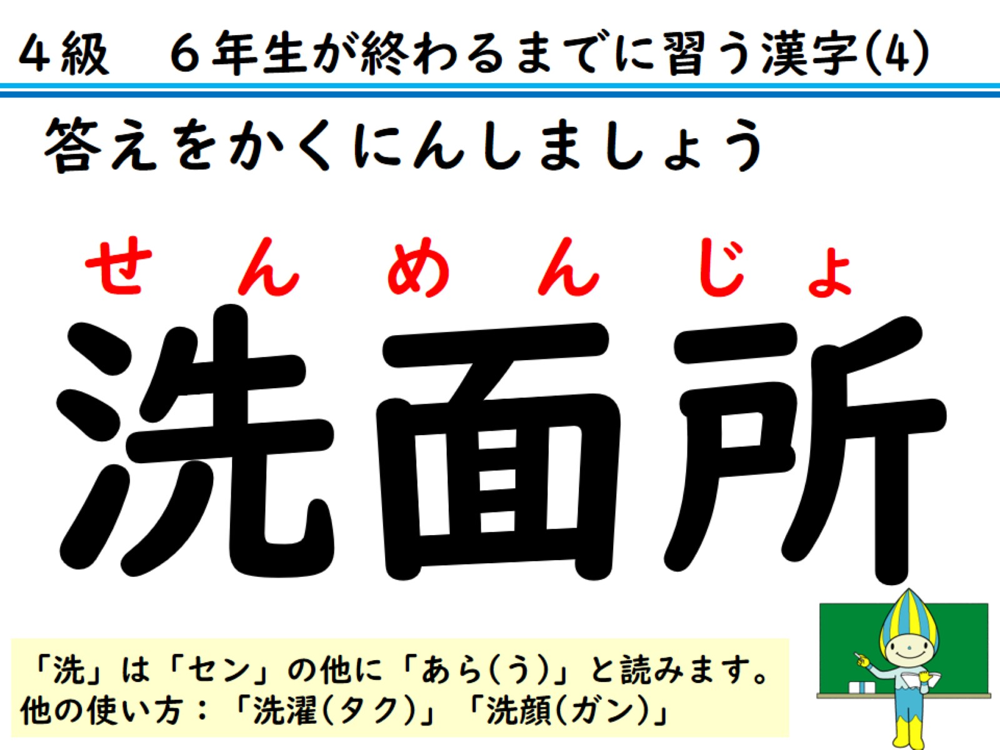 ４級　６年生が終わるまでに習う漢字(4)
答えをかくにんしましょう
せんめんじょ
洗面所
「洗」は「セン」の他に「あら(う)」と読みます。
他の使い方：「洗濯(タク)」「洗顔(ガン)」